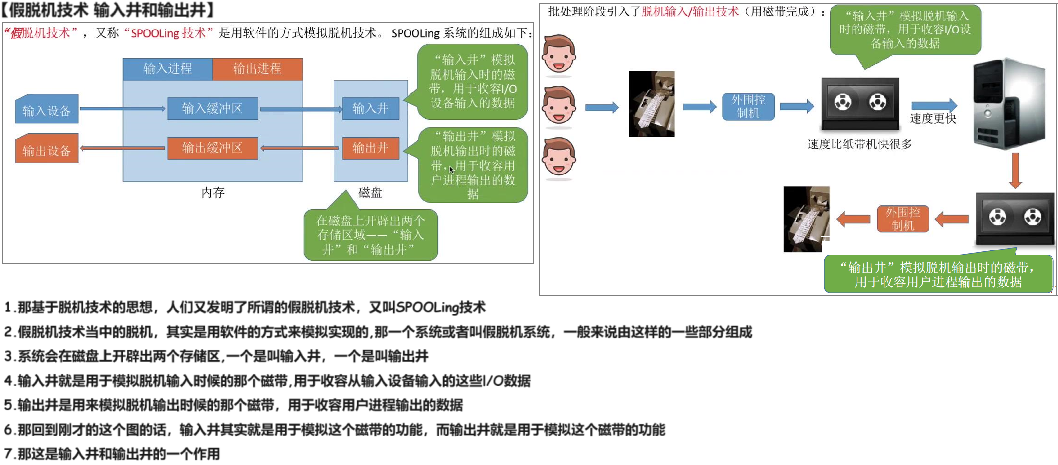 【假脱机技术 输入井和输出井】
“假脱机技术”，又称“SPOOLing 技术”是用软件的方式模拟脱机技术。 SPOOLing 系统的组成如下:
输入进程
输出进程
输入设备
输入缓冲区
输入井
输出设备
输出缓冲区
输出井
内存
磁盘
“输入井”模拟
脱机输入时的磁
带，用于收容I/O
设备输入的数据
“输出井”模拟
脱机输出时的磁
带，用于收容用
户进程输出的数
据
在磁盘上开辟出两个
存储区域——“输入
井”和“输出井”
批处理阶段引入了脱机输入/输出技术（用磁带完成）:
“输入井”模拟脱机输入
时的磁带，用于收容I/O设
备输入的数据
外围控
制机
速度比纸带机快很多
速度更快
外围控
制机
“输出井”模拟脱机输出时的磁带，
用于收容用户进程输出的数据
1.那基于脱机技术的思想，人们又发明了所谓的假脱机技术，又叫SPOOLing技术
2.假脱机技术当中的脱机，其实是用软件的方式来模拟实现的,那一个系统或者叫假脱机系统，一般来说由这样的一些部分组成
3.系统会在磁盘上开辟出两个存储区,一个是叫输入井，一个是叫输出井
4.输入井就是用于模拟脱机输入时候的那个磁带,用于收容从输入设备输入的这些I/O数据
5.输出井是用来模拟脱机输出时候的那个磁带，用于收容用户进程输出的数据
6.那回到刚才的这个图的话，输入井其实就是用于模拟这个磁带的功能，而输出井就是用于模拟这个磁带的功能
7.那这是输入井和输出井的一个作用